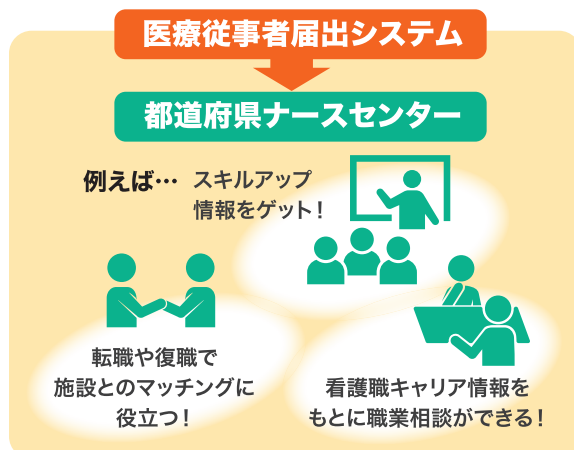 医療従事者届出システム
都道府県ナースセンター
例えば… スキルアップ
情報をゲット！
転職や復職で
施設とのマッチングに
役立つ！
看護職キャリア情報を
もとに職業相談ができる！